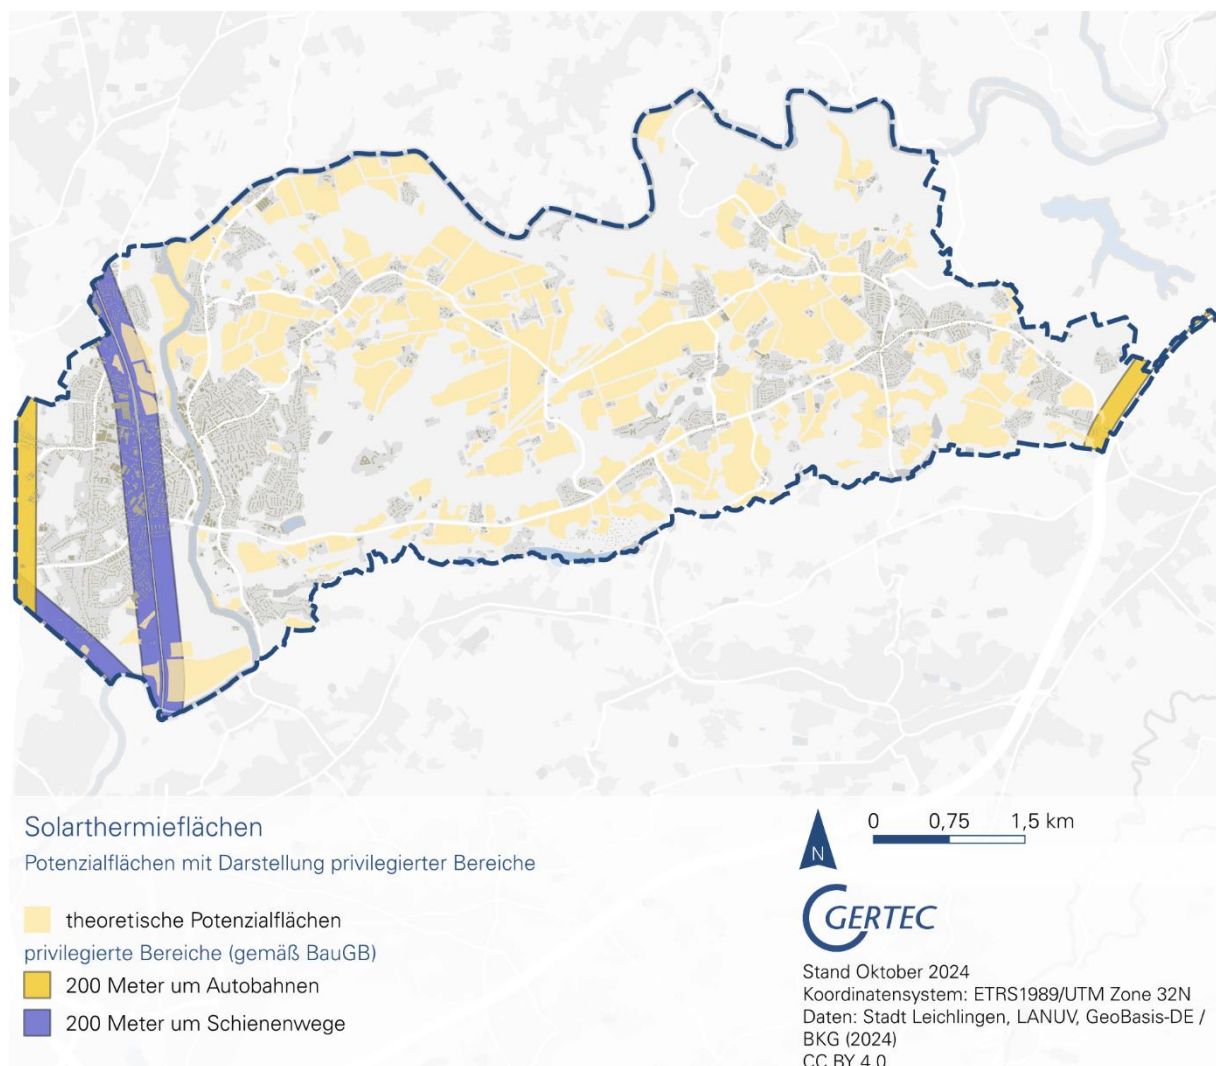 Solarthermieflächen
Potenzialflächen mit Darstellung privilegierter Bereiche
theoretische Potenzialflächen
privilegierte Bereiche (gemäß BauGB)
200 Meter um Autobahnen
200 Meter um Schienenwege
0 0,75 1,5 km
N
GERTEC
Stand Oktober 2024
Koordinatensystem: ETRS1989/UTM Zone 32N
Daten: Stadt Leichlingen, LANUV, GeoBasis-DE /
BKG (2024)
CC BY 4.0